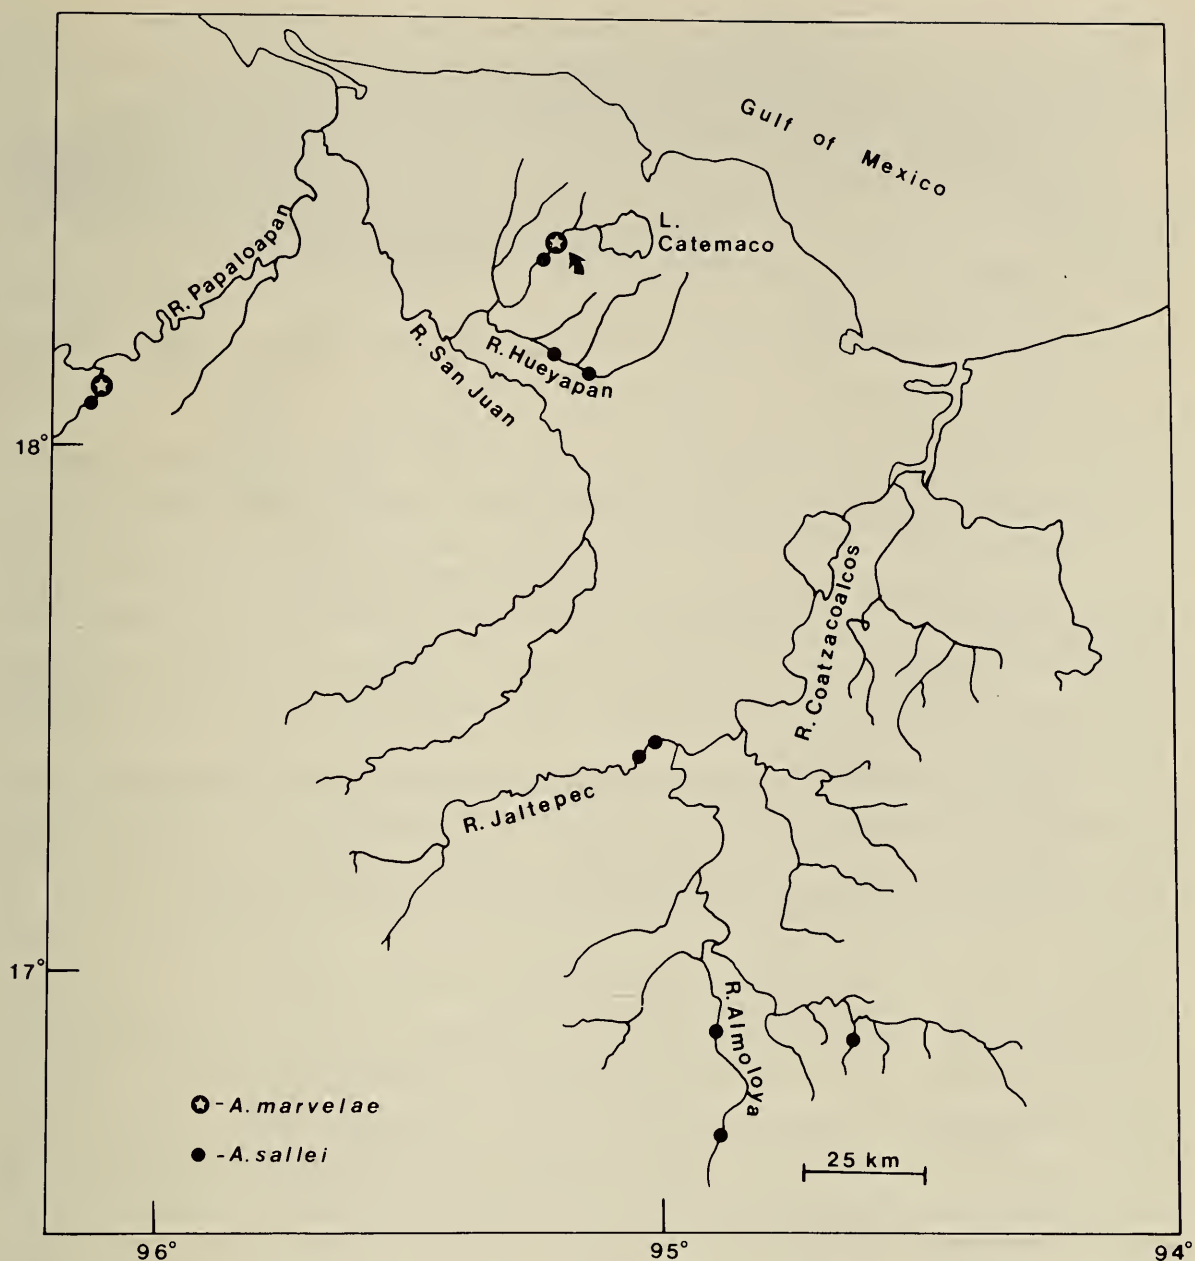 Gulf of Mexico
L.
Catemaco
R. Papaloapan
R. Hueyapan
R. San Juan
18°
R. Coatzacoalcos
R. Jaltepec
17°
R. Almoloya
- A. marvelae
- A. sallei
25 km
96°
95°
94°